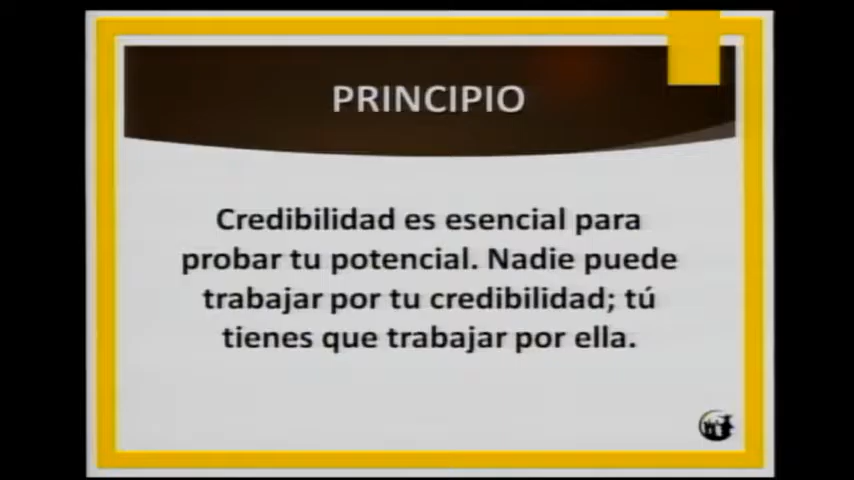 PRINCIPIO
Credibilidad es esencial para
probar tu potencial. Nadie puede
trabajar por tu credibilidad; tú
tienes que trabajar por ella.